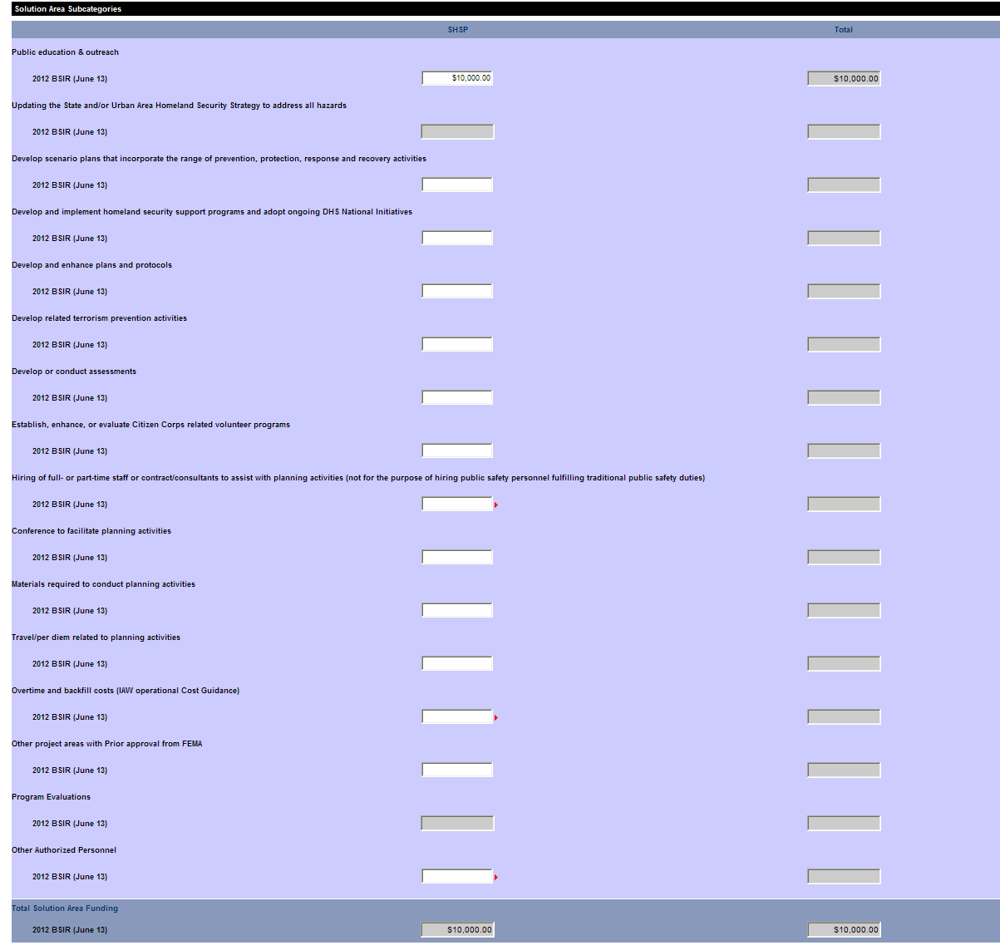 Solution Area Subcategories
SHSP Total
Public education & outreach
2012 BSIR (June 13) $10,000.00 $10,000.00
Updating the State and/or Urban Area Homeland Security Strategy to address all hazards
2012 BSIR (June 13)
Develop scenario plans that incorporate the range of prevention, protection, response and recovery activities
2012 BSIR (June 13)
Develop and implement homeland security support programs and adopt ongoing DHS National Initiatives
2012 BSIR (June 13)
Develop and enhance plans and protocols
2012 BSIR (June 13)
Develop related terrorism prevention activities
2012 BSIR (June 13)
Develop or conduct assessments
2012 BSIR (June 13)
Establish, enhance, or evaluate Citizen Corps related volunteer programs
2012 BSIR (June 13)
Hiring of full- or part-time staff or contract/consultants to assist with planning activities (not for the purpose of hiring public safety personnel fulfilling traditional public safety duties)
2012 BSIR (June 13)
Conference to facilitate planning activities
2012 BSIR (June 13)
Materials required to conduct planning activities
2012 BSIR (June 13)
Travel/per diem related to planning activities
2012 BSIR (June 13)
Overtime and backfill costs (IAW operational Cost Guidance)
2012 BSIR (June 13)
Other project areas with Prior approval from FEMA
2012 BSIR (June 13)
Program Evaluations
2012 BSIR (June 13)
Other Authorized Personnel
2012 BSIR (June 13)
Total Solution Area Funding
2012 BSIR (June 13) $10,000.00 $10,000.00